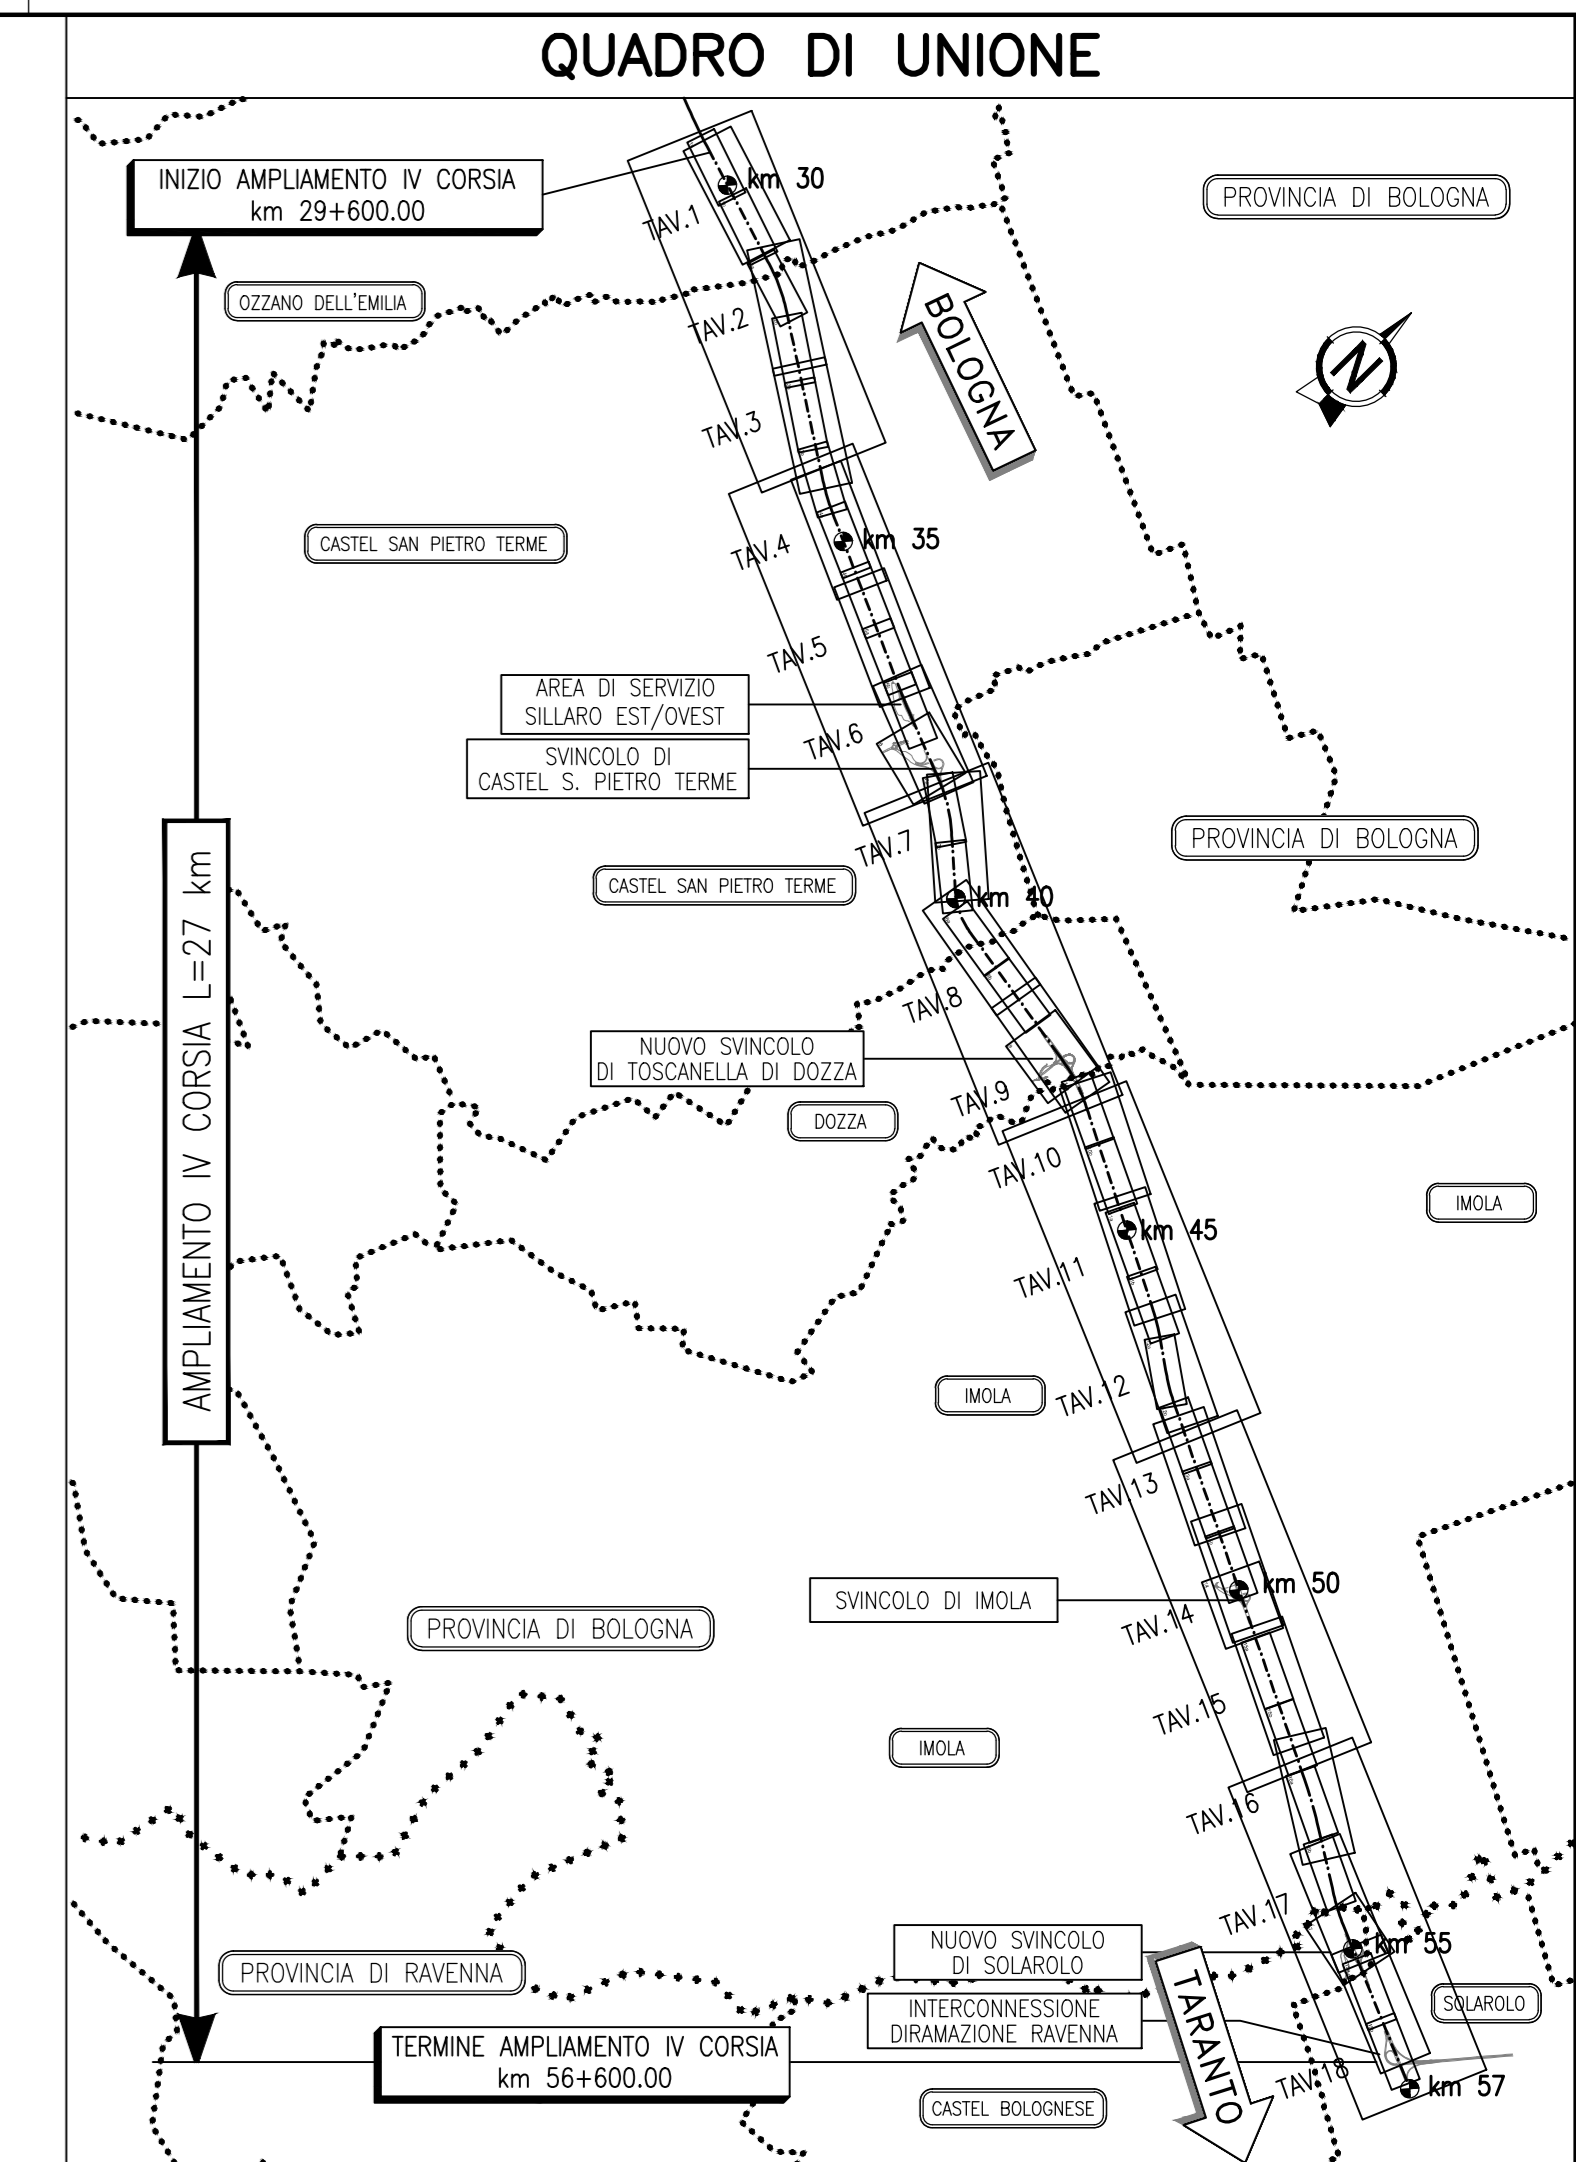 QUADRO DI UNIONE
INIZIO AMPLIAMENTO IV CORSIA
km 29+600.00
km 30
PROVINCIA DI BOLOGNA
TAV.1
OZZANO DELL'EMILIA
TAV.2
BOLOGNA
N
TAV.3
CASTEL SAN PIETRO TERME
TAV.4
km 35
TAV.5
AREA DI SERVIZIO
SILLARO EST/OVEST
TAV.6
SVINCOLO DI
CASTEL S. PIETRO TERME
TAV.7
PROVINCIA DI BOLOGNA
CASTEL SAN PIETRO TERME
km 40
AMPLIAMENTO IV CORSIA L=27 km
TAV.8
NUOVO SVINCOLO
DI TOSCANELLA DI DOZZA
TAV.9
DOZZA
TAV.10
IMOLA
km 45
TAV.11
IMOLA
TAV.12
TAV.13
SVINCOLO DI IMOLA
km 50
TAV.14
PROVINCIA DI BOLOGNA
TAV.15
IMOLA
TAV.16
TAV.17
NUOVO SVINCOLO
DI SOLAROLO
km 55
PROVINCIA DI RAVENNA
TARANTO
SOLAROLO
INTERCONNESSIONE
DIRAMAZIONE RAVENNA
TERMINE AMPLIAMENTO IV CORSIA
km 56+600.00
TAV.18
km 57
CASTEL BOLOGNESE